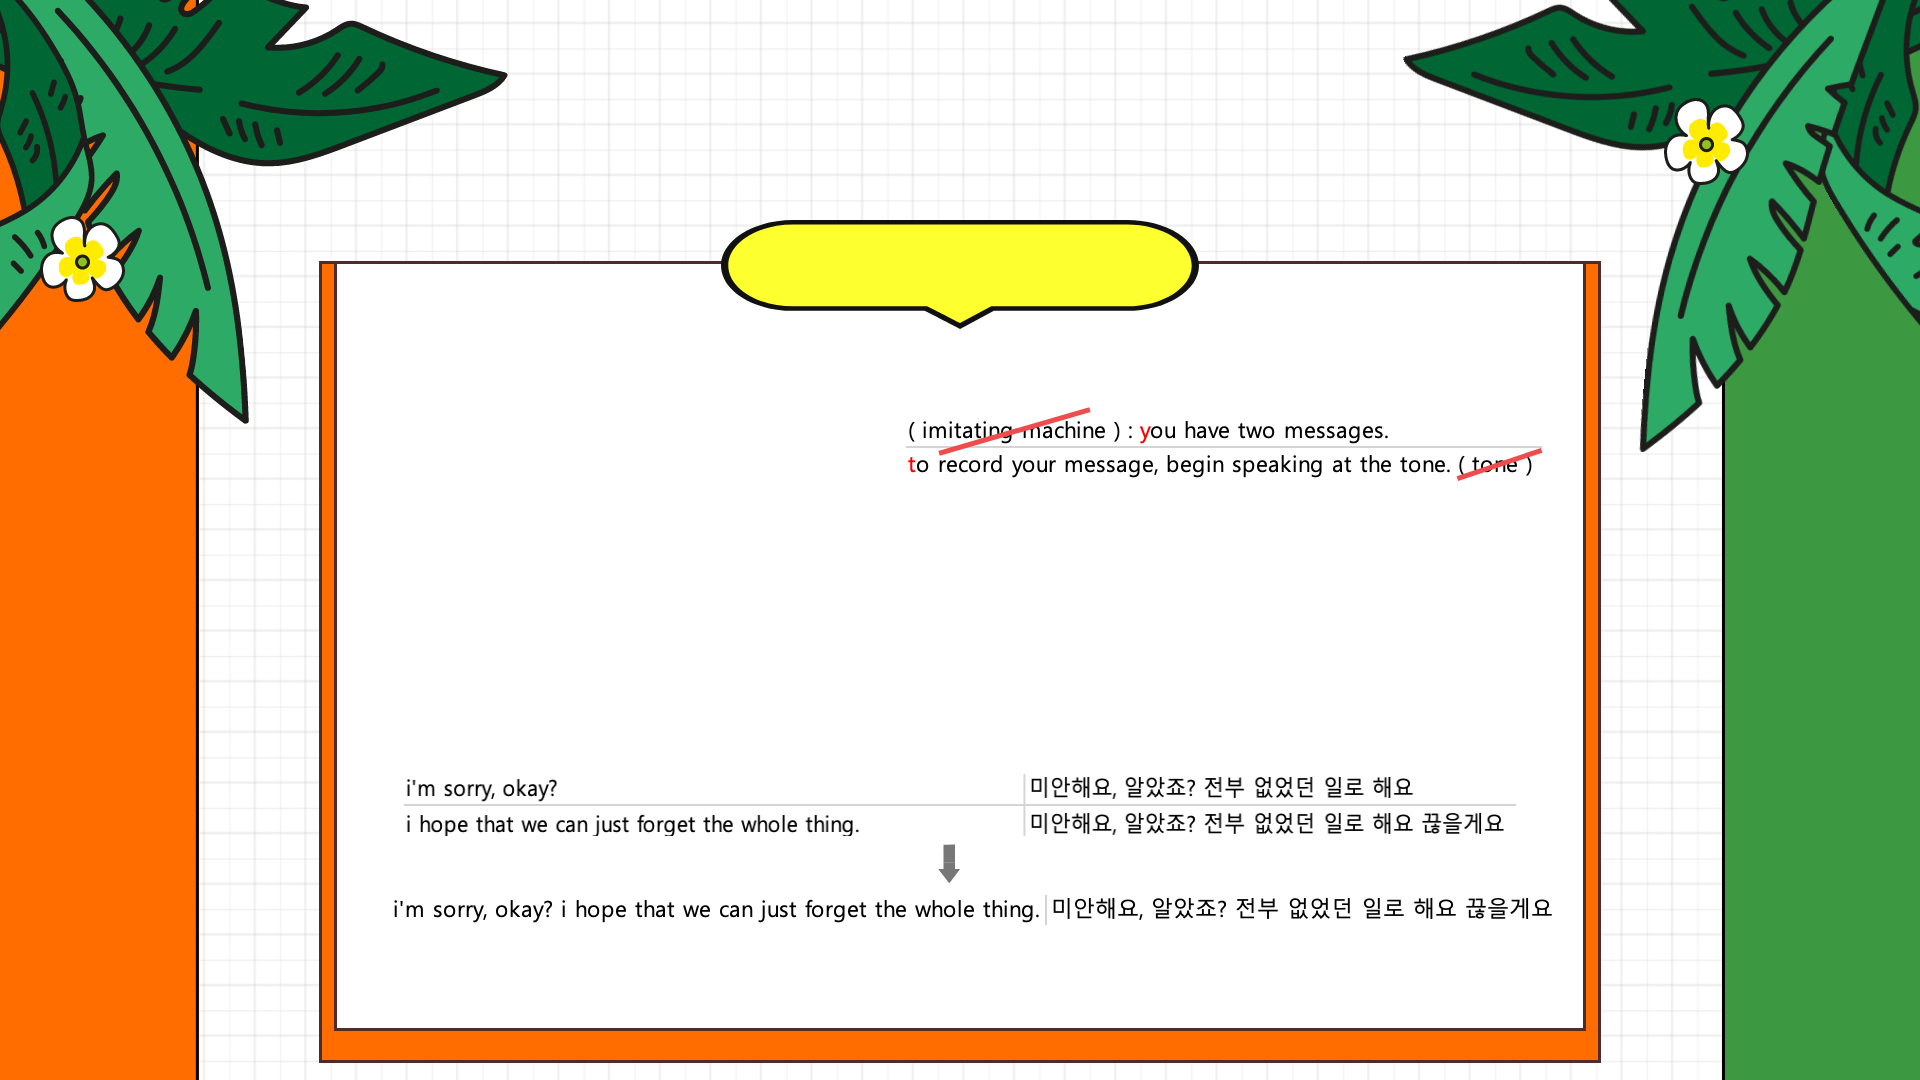 ( imitating machine ) : you have two messages.
to record your message, begin speaking at the tone. ( tone )
i'm sorry, okay? 미안해요, 알았죠? 전부 없었던 일로 해요
i hope that we can just forget the whole thing. 미안해요, 알았죠? 전부 없었던 일로 해요 끊을게요
i'm sorry, okay? i hope that we can just forget the whole thing. 미안해요, 알았죠? 전부 없었던 일로 해요 끊을게요